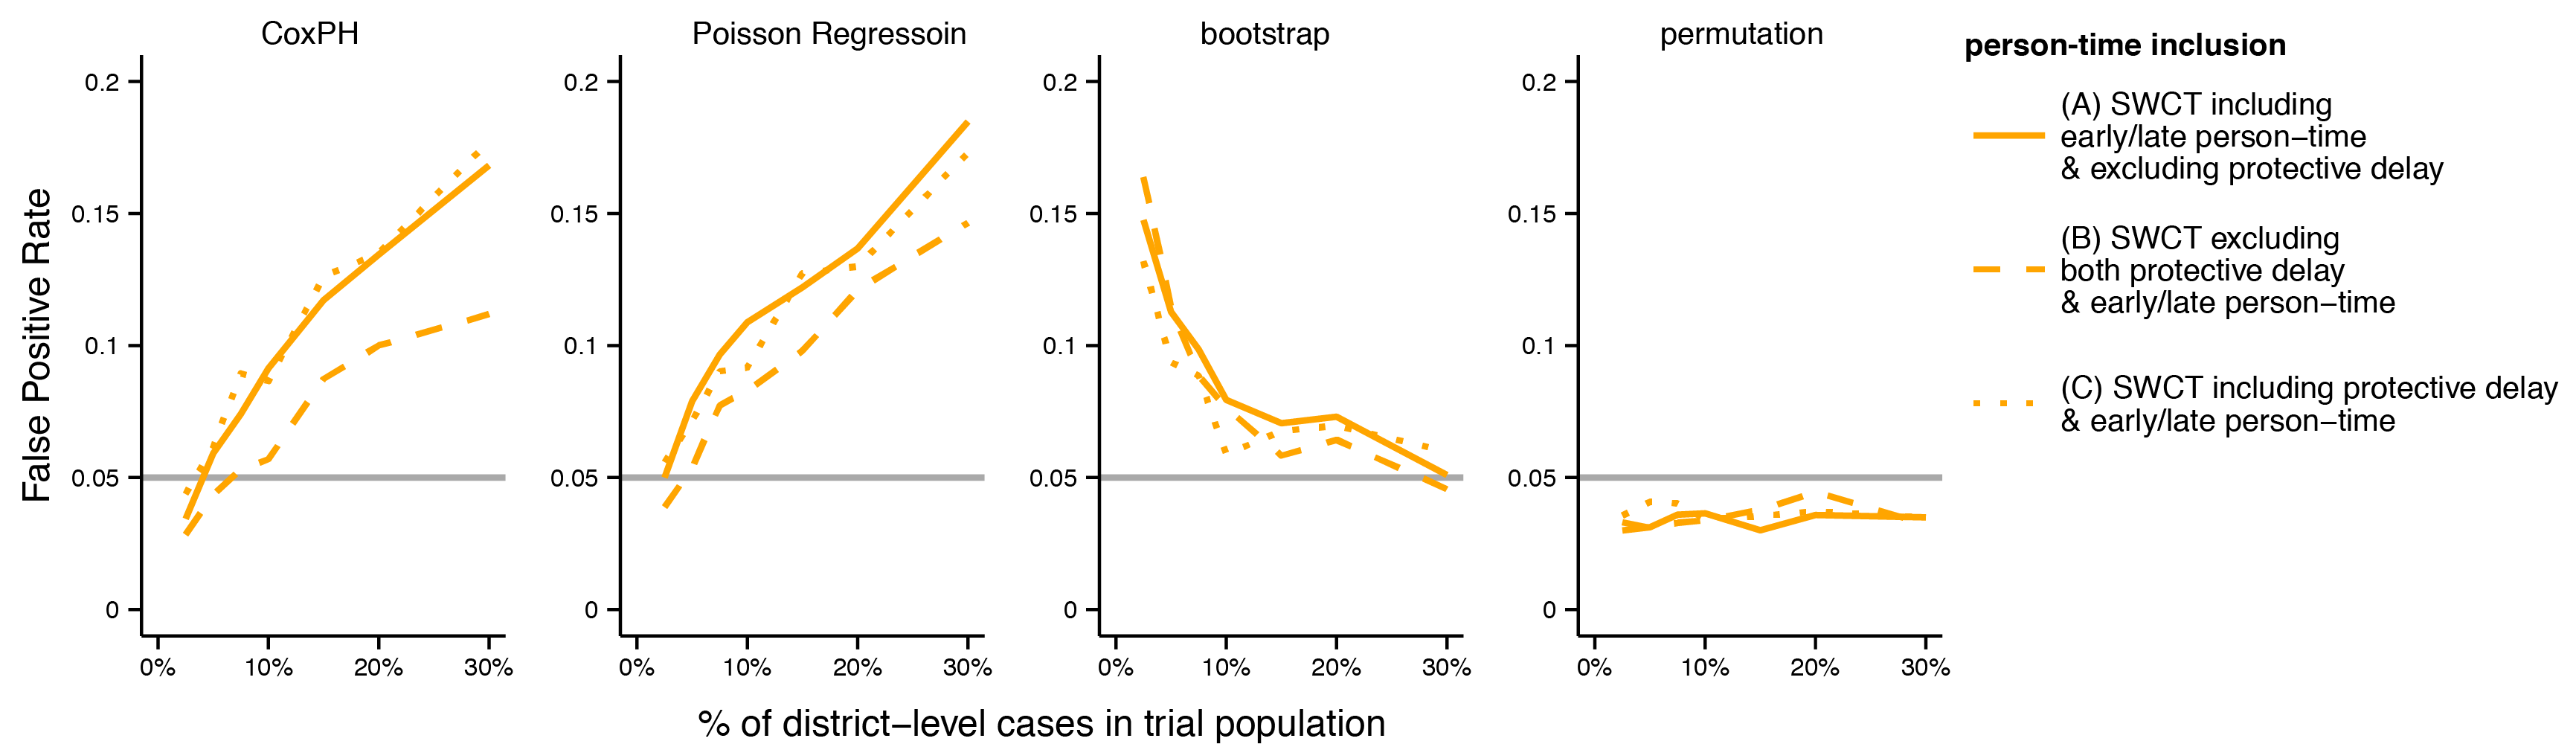 CoxPH
Poisson Regressoin
bootstrap
permutation
False Positive Rate
0.2
0.15
0.1
0.05
0
0%
10%
20%
30%
0.2
0.15
0.1
0.05
0
0%
10%
20%
30%
0.2
0.15
0.1
0.05
0
0%
10%
20%
30%
0.2
0.15
0.1
0.05
0
0%
10%
20%
30%
% of district−level cases in trial population
person-time inclusion
(A) SWCT including
early/late person−time
& excluding protective delay
(B) SWCT excluding
both protective delay
& early/late person−time
(C) SWCT including protective delay
& early/late person−time